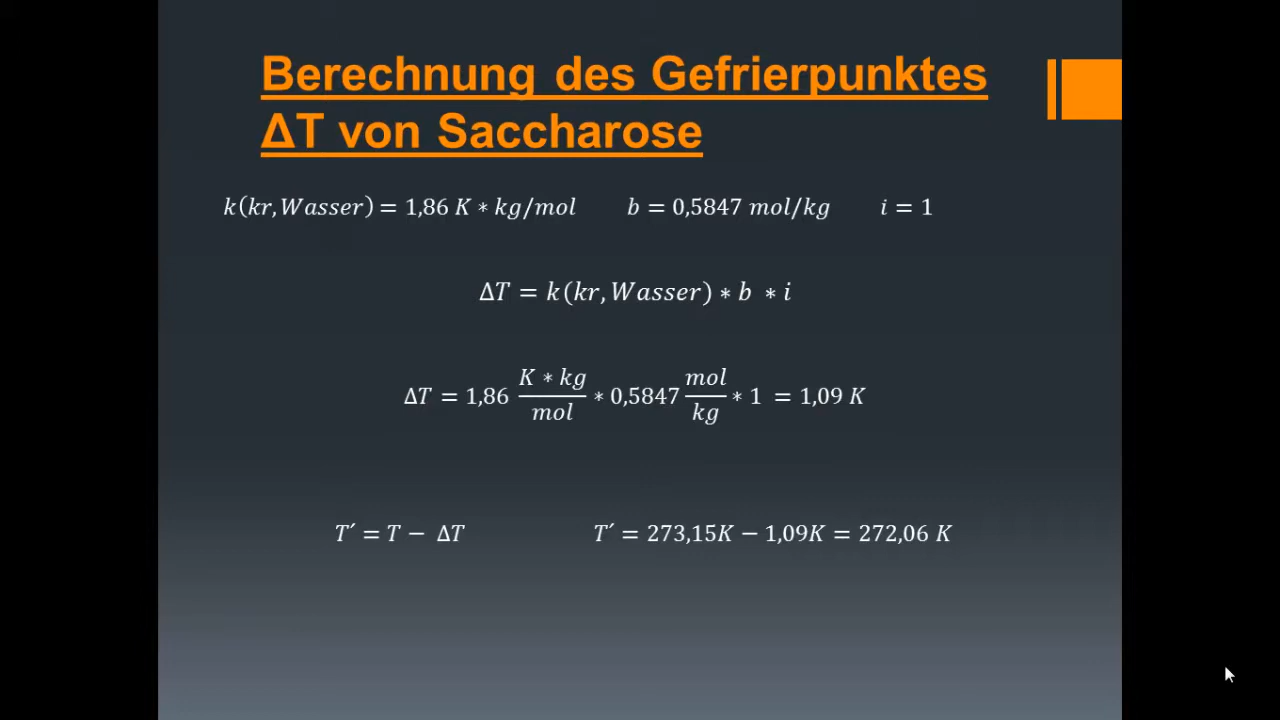 Berechnung des Gefrierpunktes
ΔT von Saccharose
k(kr, Wasser) = 1,86 K ∗ kg/mol b = 0,5847 mol/kg i = 1
ΔT = k(kr, Wasser) ∗ b ∗ i
ΔT = 1,86 (K ∗ kg)/mol ∗ 0,5847 mol/kg ∗ 1 = 1,09 K
T´ = T − ΔT T´ = 273,15K − 1,09K = 272,06 K